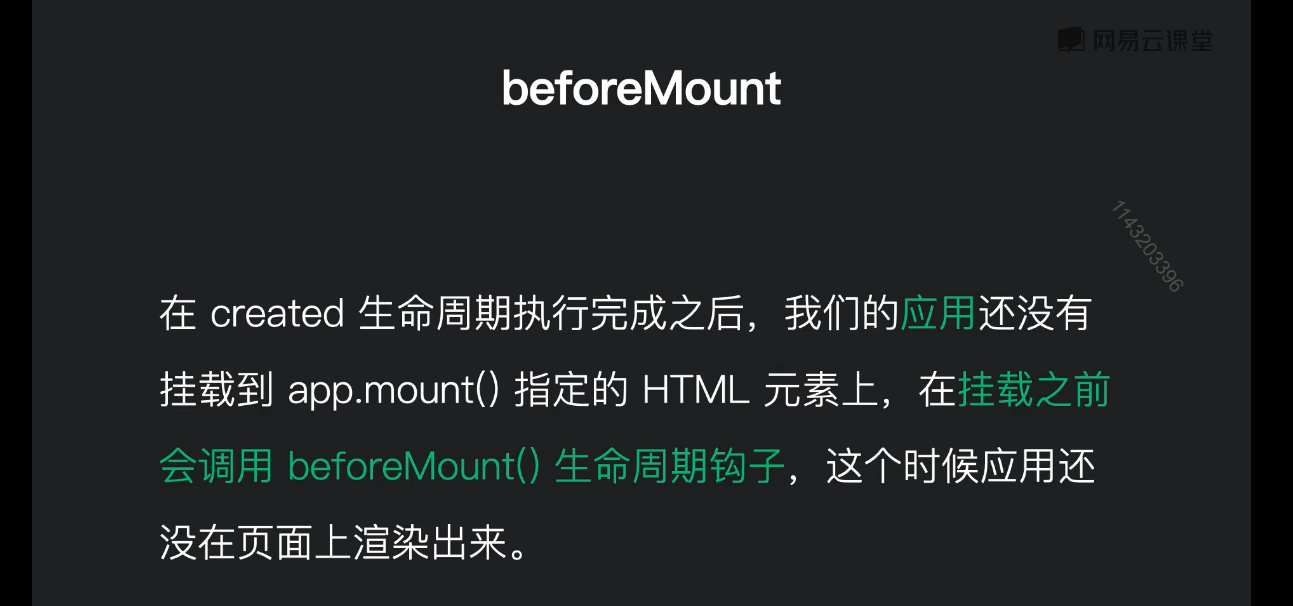 网易云课堂
beforeMount
1143203396
在 created 生命周期执行完成之后，我们的应用还没有
挂载到 app.mount() 指定的 HTML 元素上，在挂载之前
会调用 beforeMount() 生命周期钩子，这个时候应用还
没在页面上渲染出来。